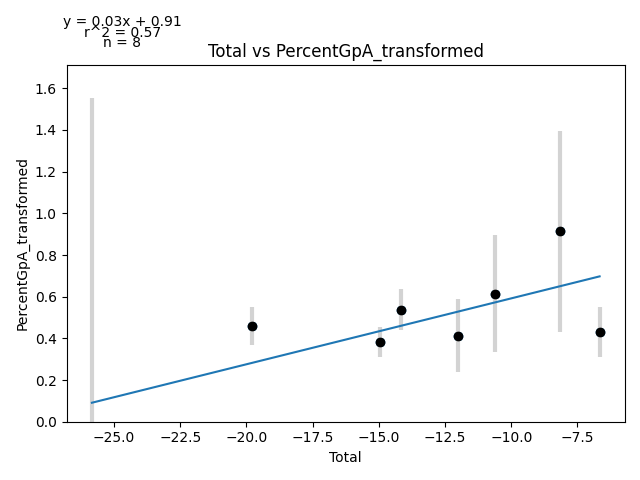 y = 0.03x + 0.91
r^2 = 0.57
n = 8
Total vs PercentGpA_transformed
PercentGpA_transformed
1.6
1.4
1.2
1.0
0.8
0.6
0.4
0.2
0.0
−25.0 −22.5 −20.0 −17.5 −15.0 −12.5 −10.0 −7.5
Total